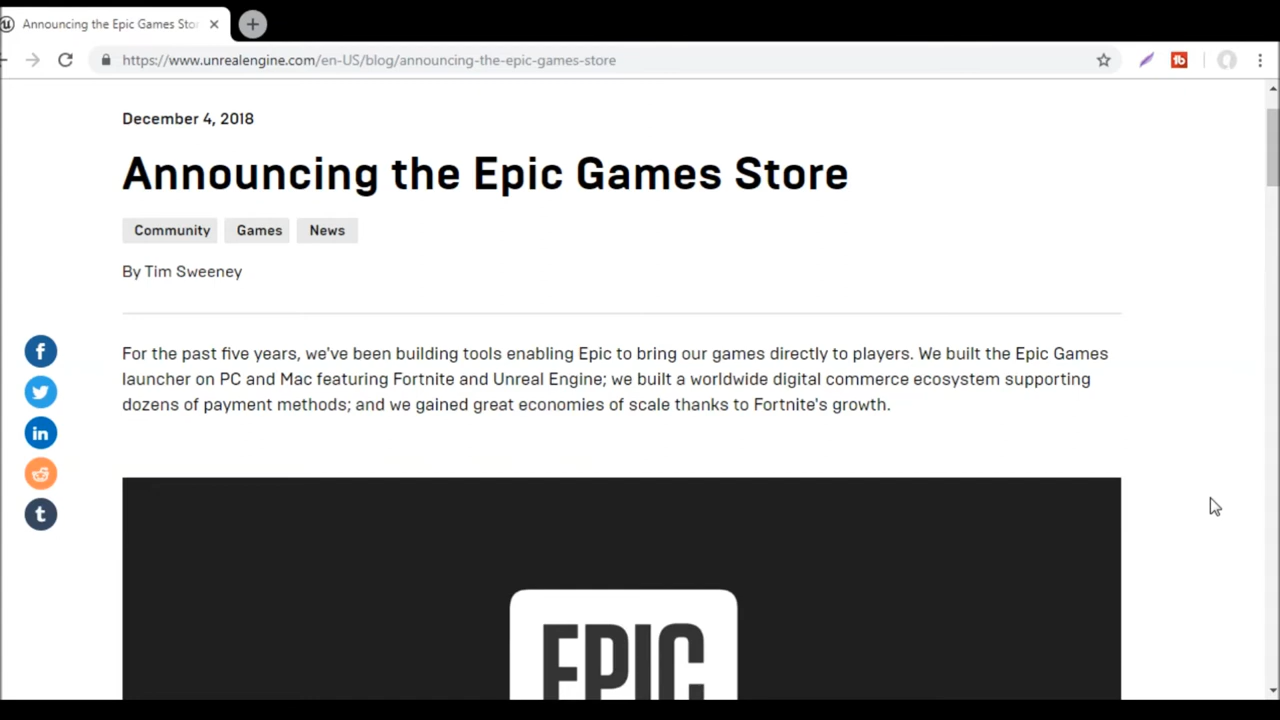 Announcing the Epic Games Stor
https://www.unrealengine.com/en-US/blog/announcing-the-epic-games-store
December 4, 2018
Announcing the Epic Games Store
Community Games News
By Tim Sweeney
For the past five years, we've been building tools enabling Epic to bring our games directly to players. We built the Epic Games
launcher on PC and Mac featuring Fortnite and Unreal Engine; we built a worldwide digital commerce ecosystem supporting
dozens of payment methods; and we gained great economies of scale thanks to Fortnite's growth.
EPIC